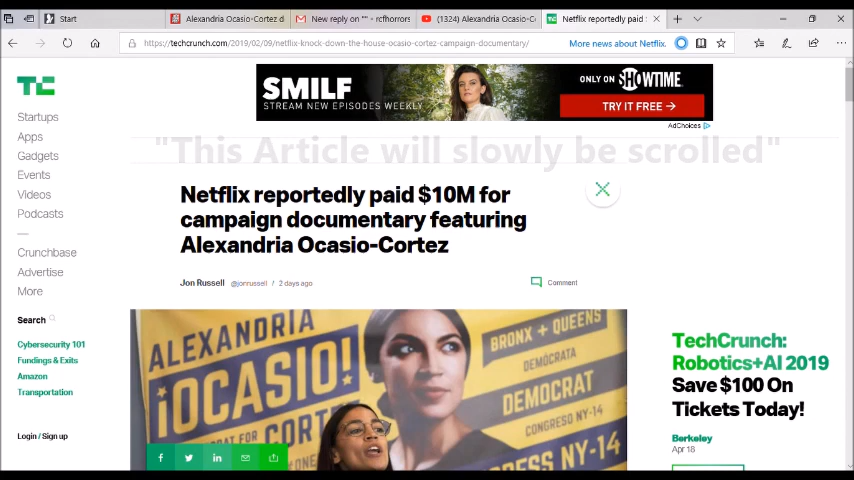 Start
Alexandria Ocasio-Cortez d
New reply on "" - rcfhorrors
(1324) Alexandria Ocasio-C
Netflix reportedly paid
https://techcrunch.com/2019/02/09/netflix-knock-down-the-house-ocasio-cortez-campaign-documentary/
More news about Netflix.
TC
SMILF
STREAM NEW EPISODES WEEKLY
ONLY ON SHOWTIME
TRY IT FREE →
AdChoices
"This Article will slowly be scrolled"
Startups
Apps
Gadgets
Events
Videos
Podcasts
—
Crunchbase
Advertise
More
Search
Cybersecurity 101
Fundings & Exits
Amazon
Transportation
Login / Sign up
Netflix reportedly paid $10M for
campaign documentary featuring
Alexandria Ocasio-Cortez
Jon Russell @jonrussell / 2 days ago
Comment
ALEXANDRIA
¡OCASIO!
CORTEZ
BRONX + QUEENS
DEMÓCRATA
DEMOCRAT
CONGRESO NY-14
CONGRESS NY-14
TechCrunch:
Robotics+AI 2019
Save $100 On
Tickets Today!
Berkeley
Apr 18